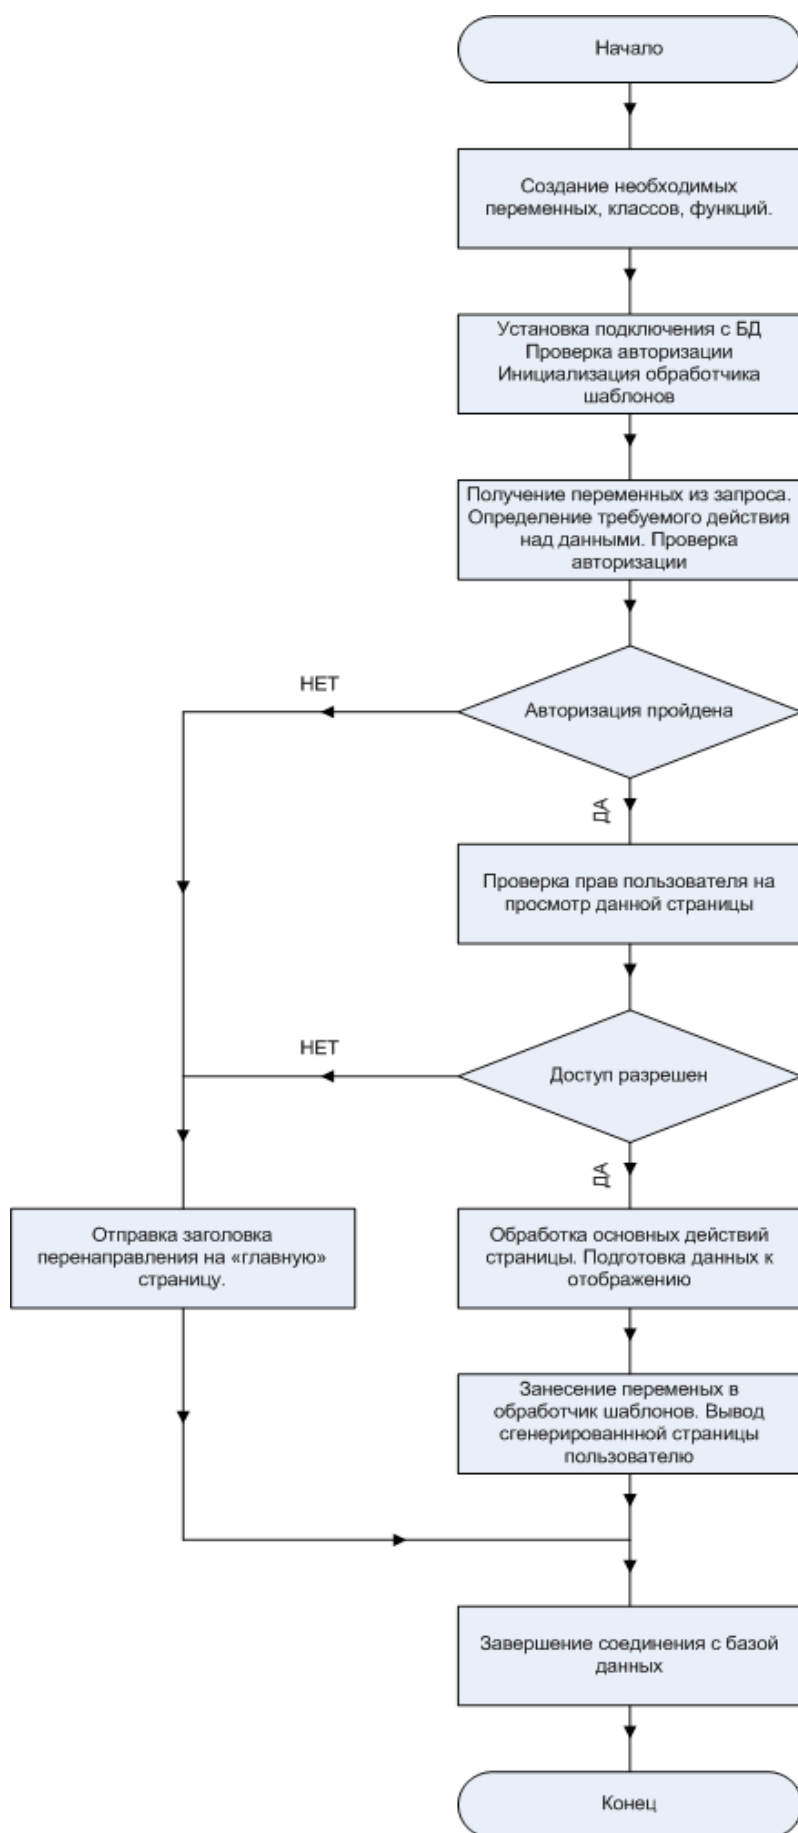 Начало
Создание необходимых
переменных, классов, функций.
Установка подключения с БД
Проверка авторизации
Инициализация обработчика
шаблонов
Получение переменных из запроса.
Определение требуемого действия
над данными. Проверка
авторизации
НЕТ
Авторизация пройдена
ДА
Проверка прав пользователя на
просмотр данной страницы
НЕТ
Доступ разрешен
ДА
Отправка заголовка
перенаправления на «главную»
страницу.
Обработка основных действий
страницы. Подготовка данных к
отображению
Занесение переменых в
обработчик шаблонов. Вывод
сгенерированнной страницы
пользователю
Завершение соединения с базой
данных
Конец